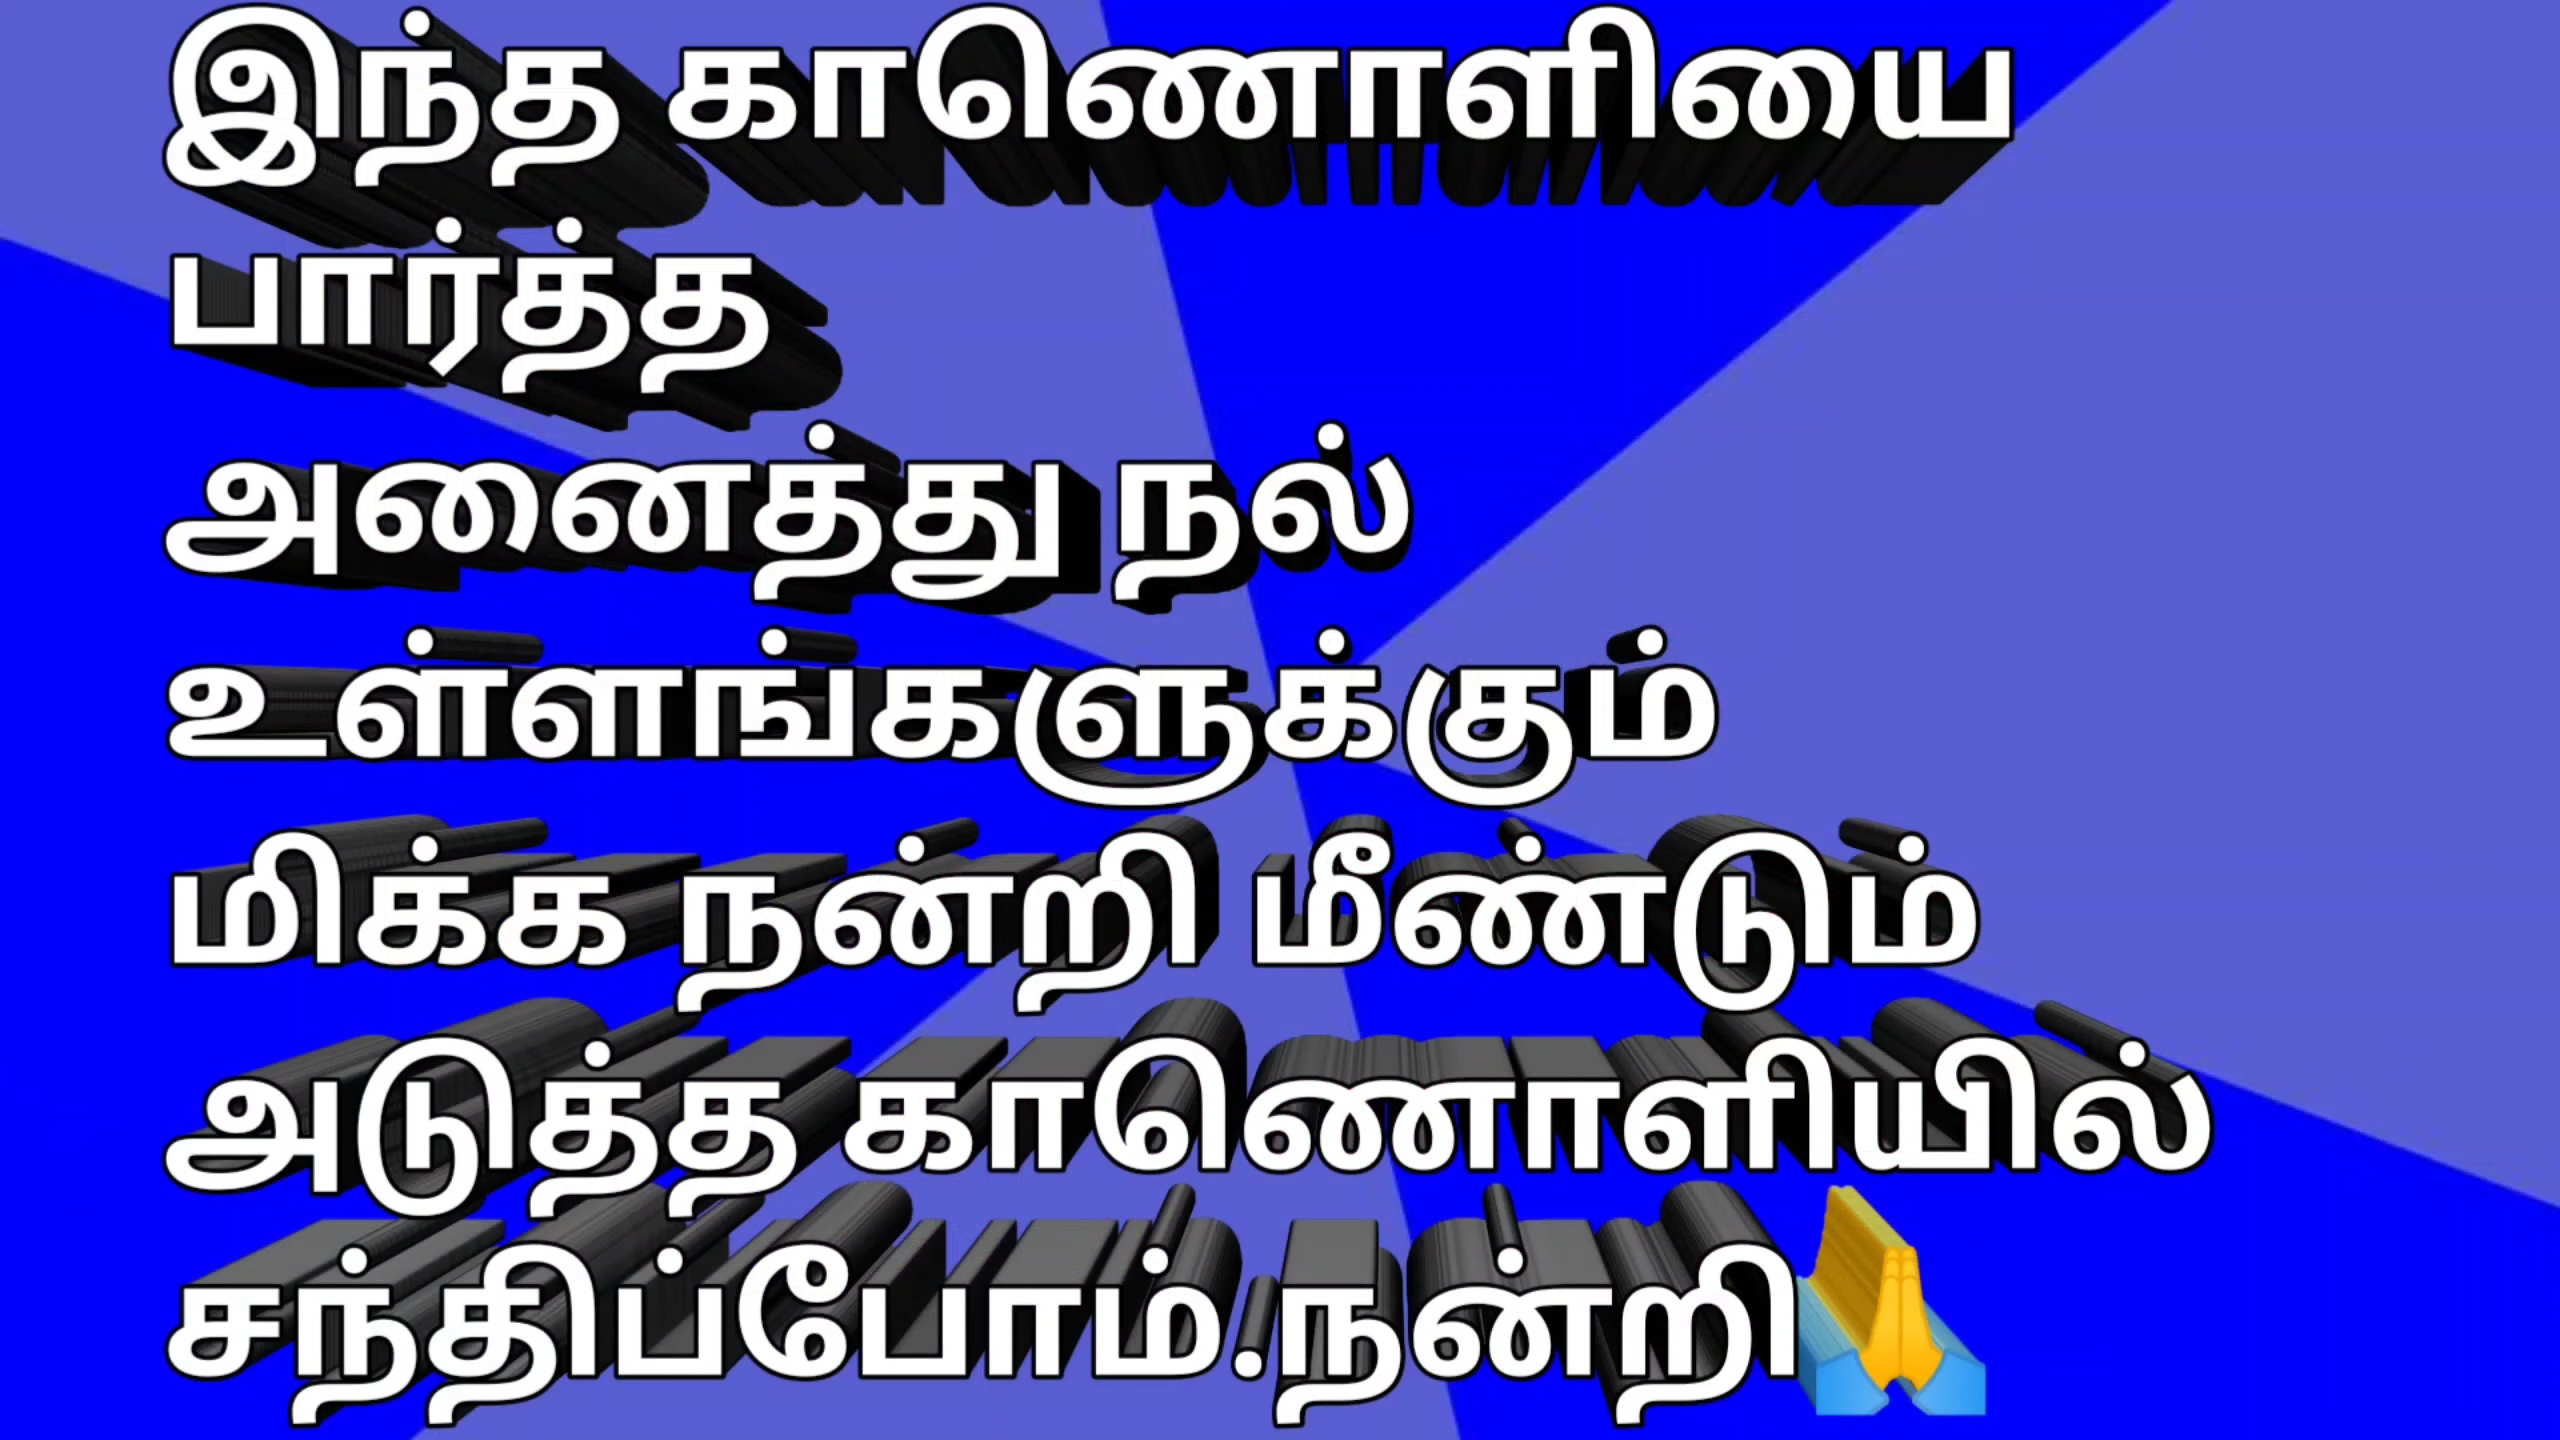 இந்த காணொளியை
பார்த்த
அனைத்து நல்
உள்ளங்களுக்கும்
மிக்க நன்றி மீண்டும்
அடுத்த காணொளியில்
சந்திப்போம்.நன்றி🙏